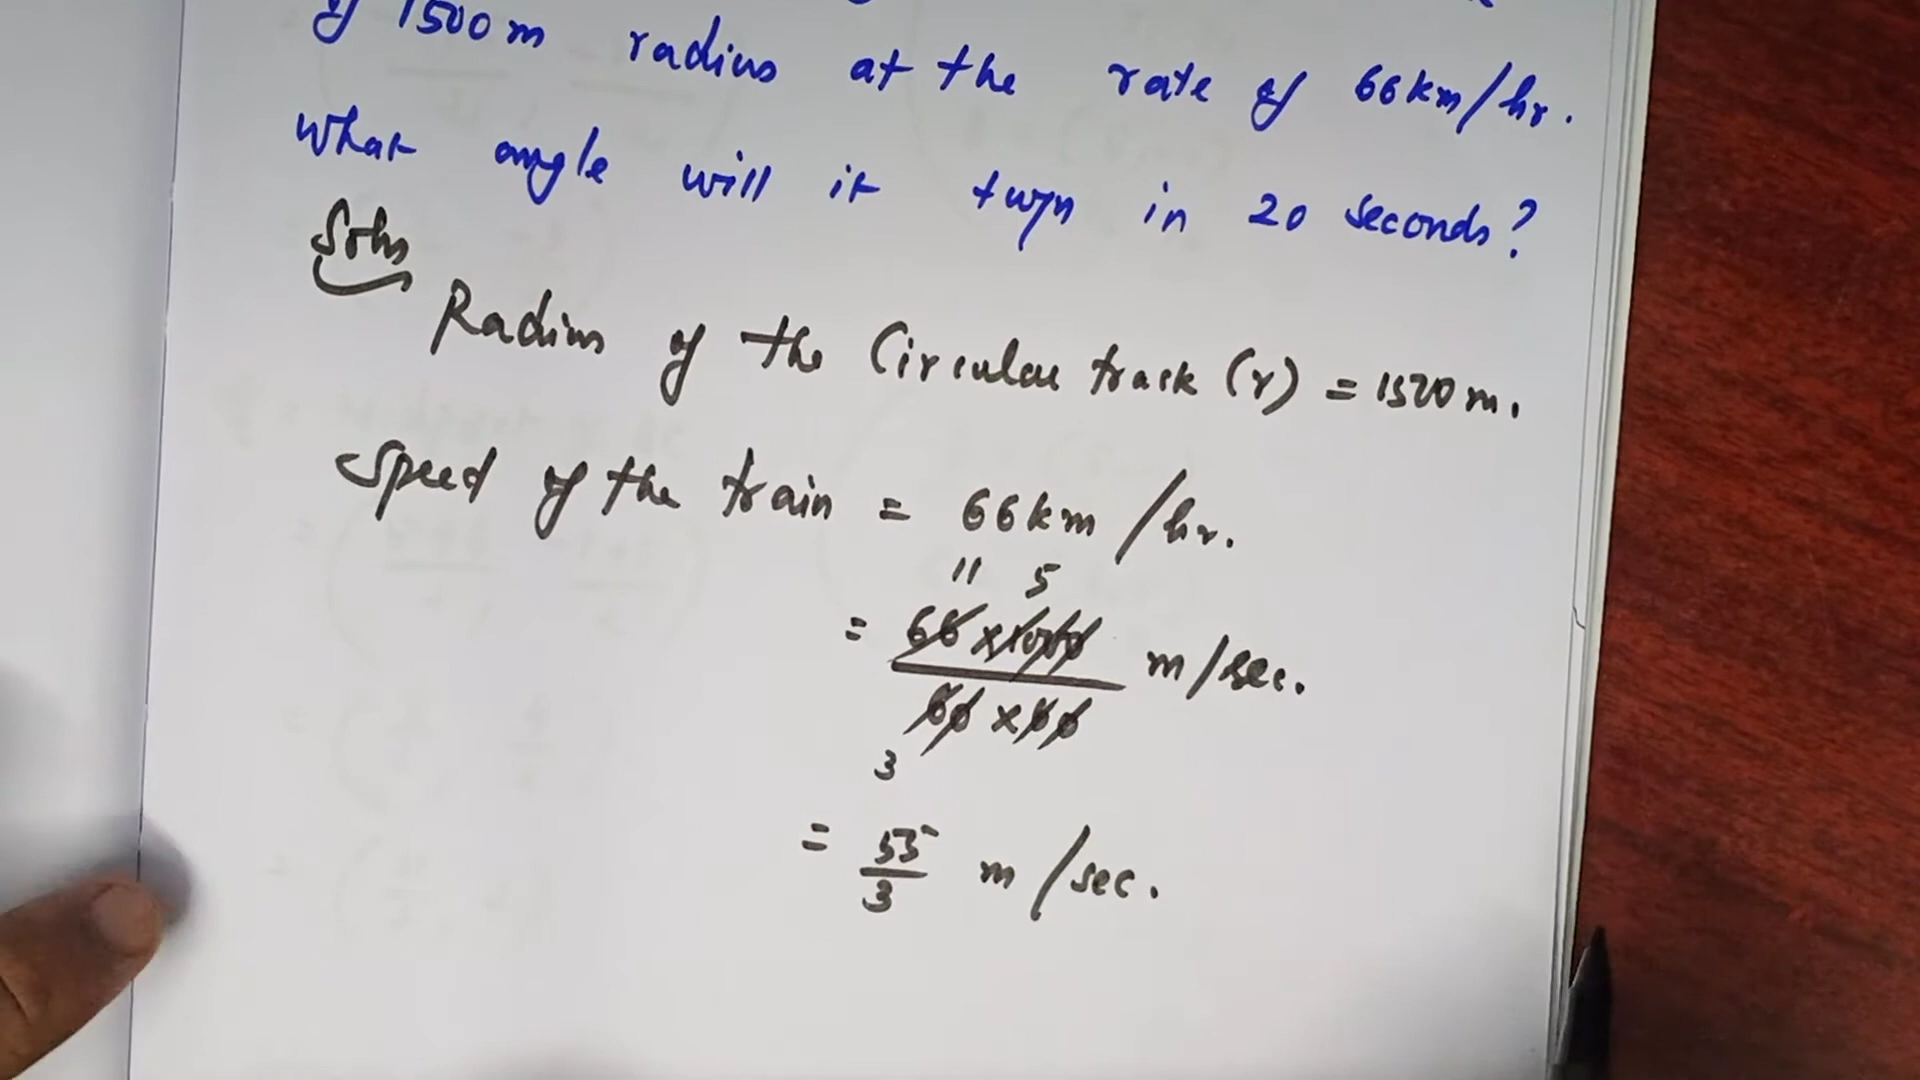 of 1500m radius at the rate of 66km/hr.
What angle will it turn in 20 seconds?
Soln
Radius of the Circular track (r) = 1500m.
Speed of the train = 66km/hr.
11 5
= 66 x 1000 m/sec.
60 x 60
3
= 55 m/sec.
3